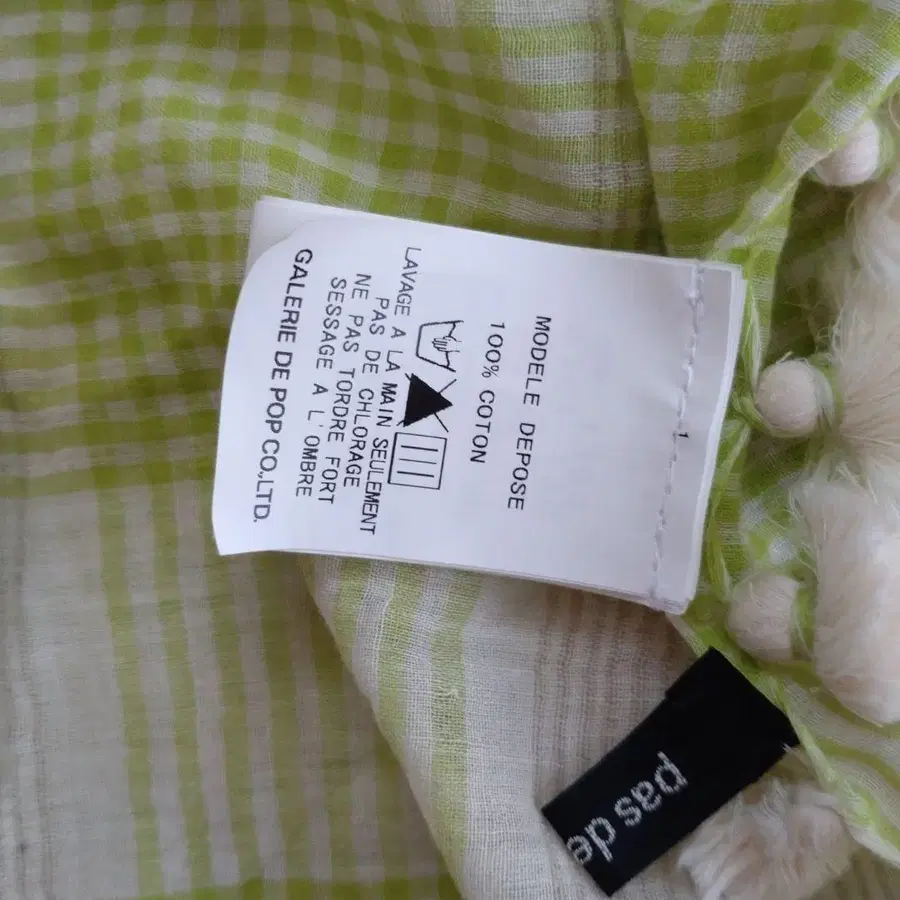 MODELE DEPOSE
100% COTON
LAVAGE A LA MAIN SEULEMENT
PAS DE CHLORAGE
NE PAS TORDRE FORT
SESSAGE A L'OMBRE
GALERIE DE POP CO.,LTD.
1
pas de